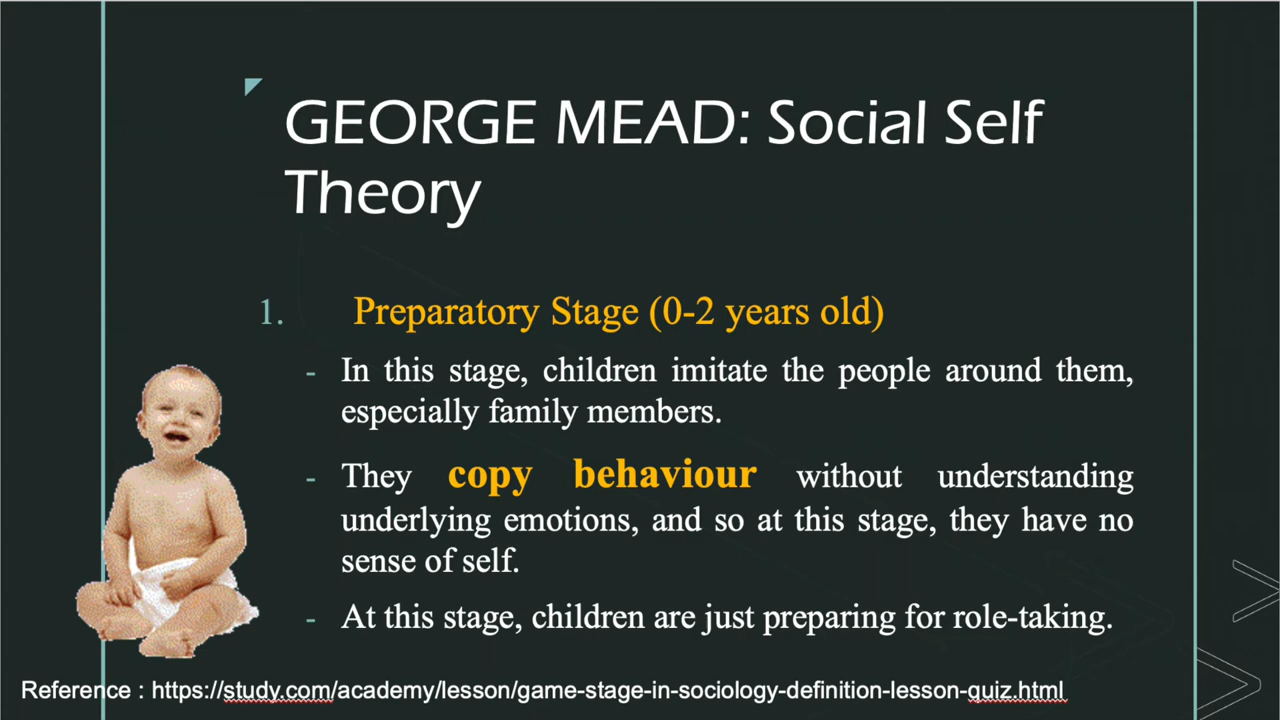 GEORGE MEAD: Social Self
Theory
1. Preparatory Stage (0-2 years old)
- In this stage, children imitate the people around them,
especially family members.
- They copy behaviour without understanding
underlying emotions, and so at this stage, they have no
sense of self.
- At this stage, children are just preparing for role-taking.
Reference : https://study.com/academy/lesson/game-stage-in-sociology-definition-lesson-quiz.html